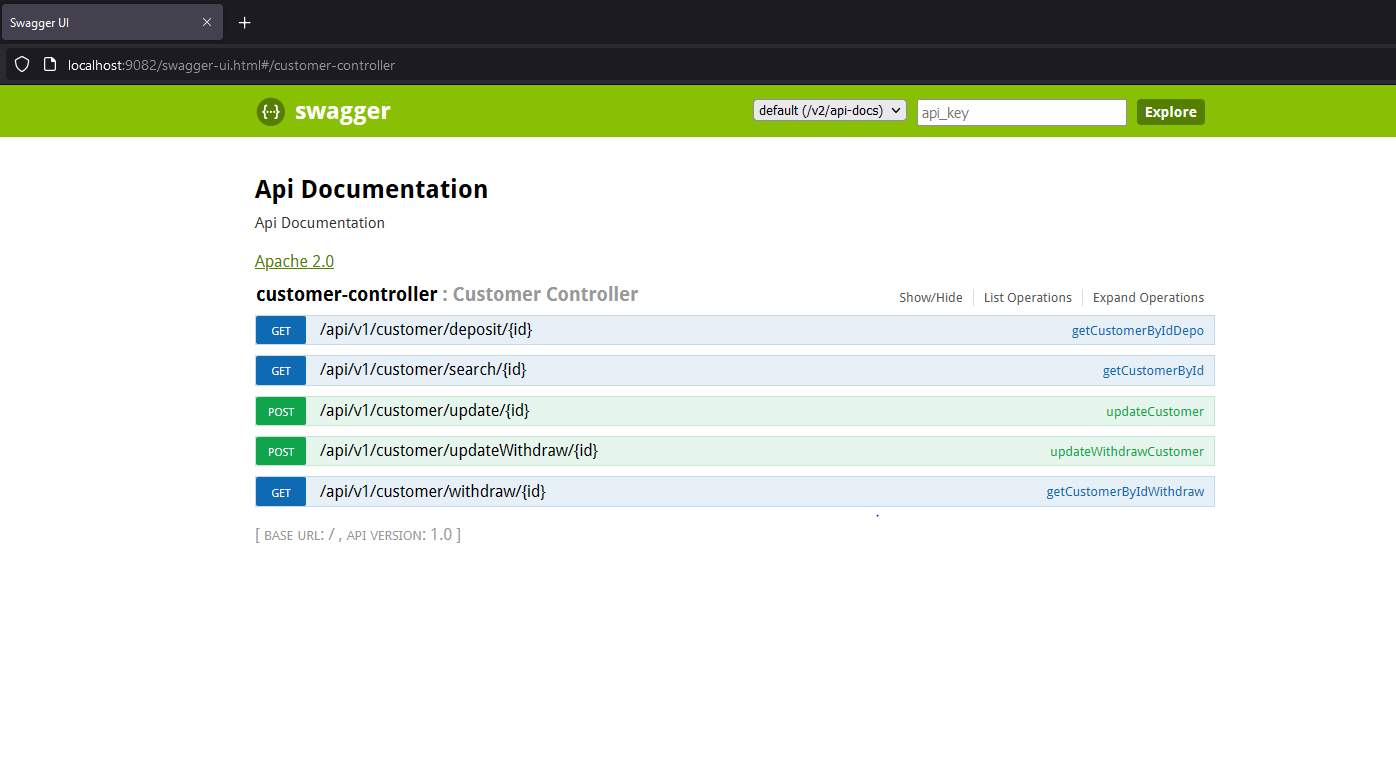 Swagger UI
localhost:9082/swagger-ui.html#/customer-controller
{··} swagger default (/v2/api-docs) api_key Explore
Api Documentation
Api Documentation
Apache 2.0
customer-controller : Customer Controller Show/Hide List Operations Expand Operations
GET /api/v1/customer/deposit/{id} getCustomerByIdDepo
GET /api/v1/customer/search/{id} getCustomerById
POST /api/v1/customer/update/{id} updateCustomer
POST /api/v1/customer/updateWithdraw/{id} updateWithdrawCustomer
GET /api/v1/customer/withdraw/{id} getCustomerByIdWithdraw
[ BASE URL: / , API VERSION: 1.0 ]